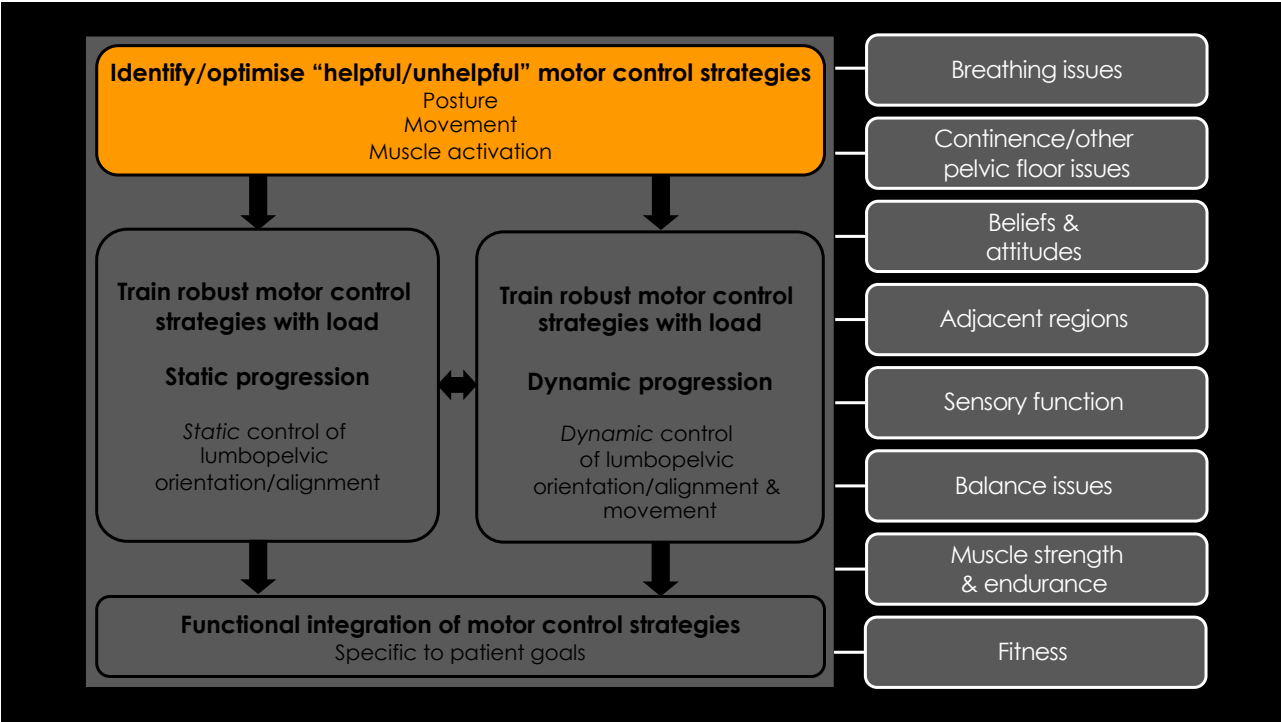 Identify/optimise “helpful/unhelpful” motor control strategies
Posture
Movement
Muscle activation
Train robust motor control
strategies with load
Static progression
Static control of
lumbopelvic
orientation/alignment
Train robust motor control
strategies with load
Dynamic progression
Dynamic control
of lumbopelvic
orientation/alignment &
movement
Functional integration of motor control strategies
Specific to patient goals
Breathing issues
Continence/other
pelvic floor issues
Beliefs &
attitudes
Adjacent regions
Sensory function
Balance issues
Muscle strength
& endurance
Fitness